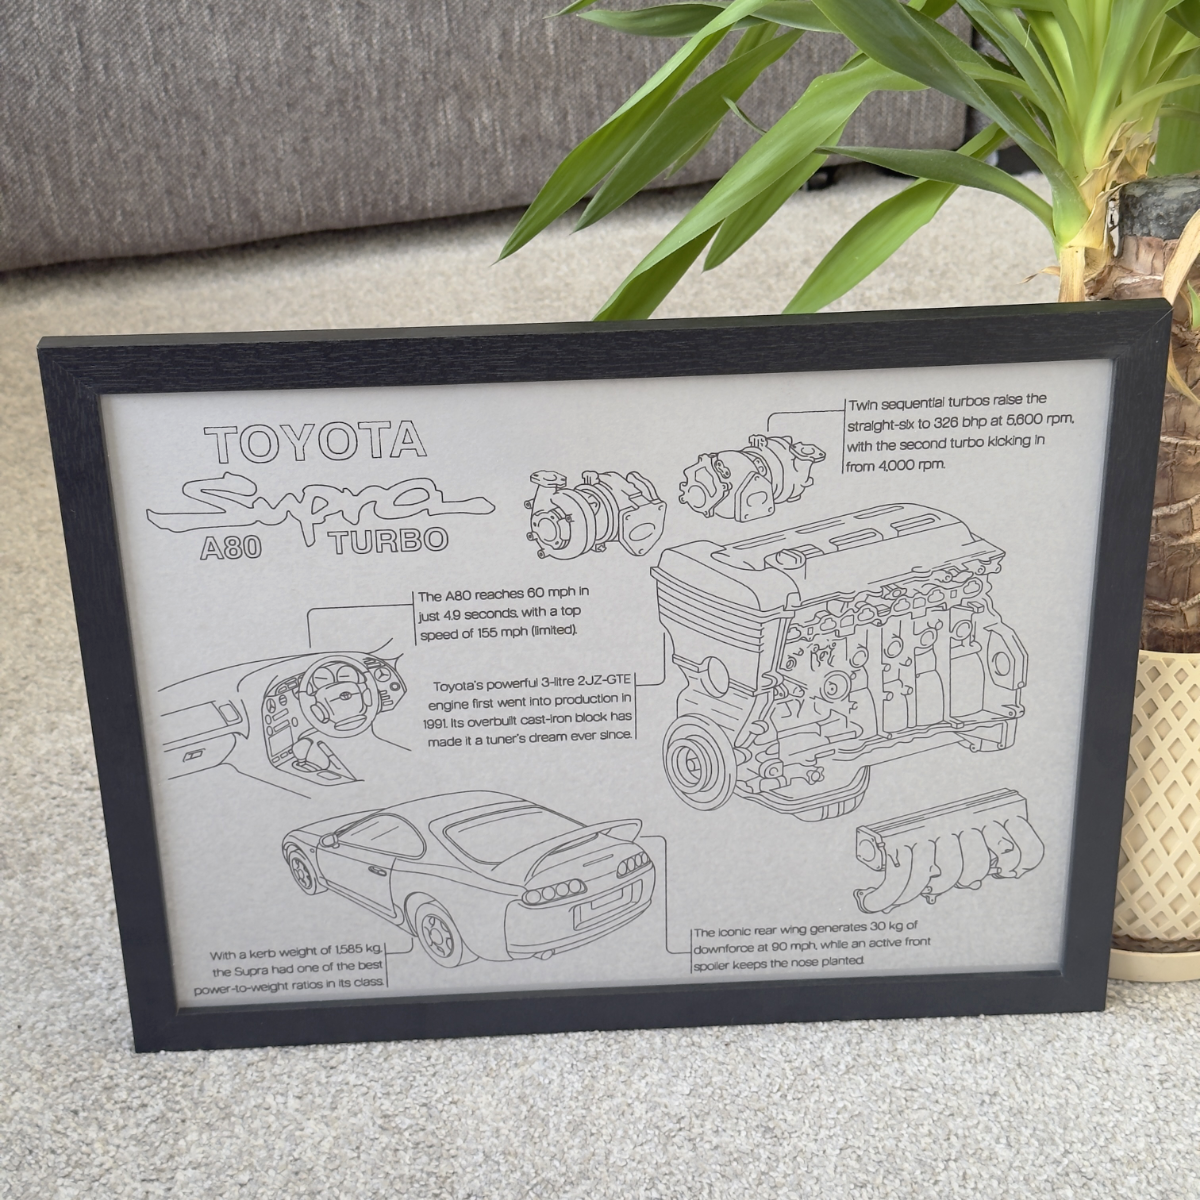 TOYOTA
Supra
A80 TURBO
Twin sequential turbos raise the
straight-six to 326 bhp at 5,600 rpm,
with the second turbo kicking in
from 4,000 rpm.
The A80 reaches 60 mph in
just 4.9 seconds, with a top
speed of 155 mph (limited).
Toyota's powerful 3-litre 2JZ-GTE
engine first went into production in
1991. Its overbuilt cast-iron block has
made it a tuner's dream ever since.
With a kerb weight of 1,585 kg,
the Supra had one of the best
power-to-weight ratios in its class.
The iconic rear wing generates 30 kg of
downforce at 90 mph, while an active front
spoiler keeps the nose planted.